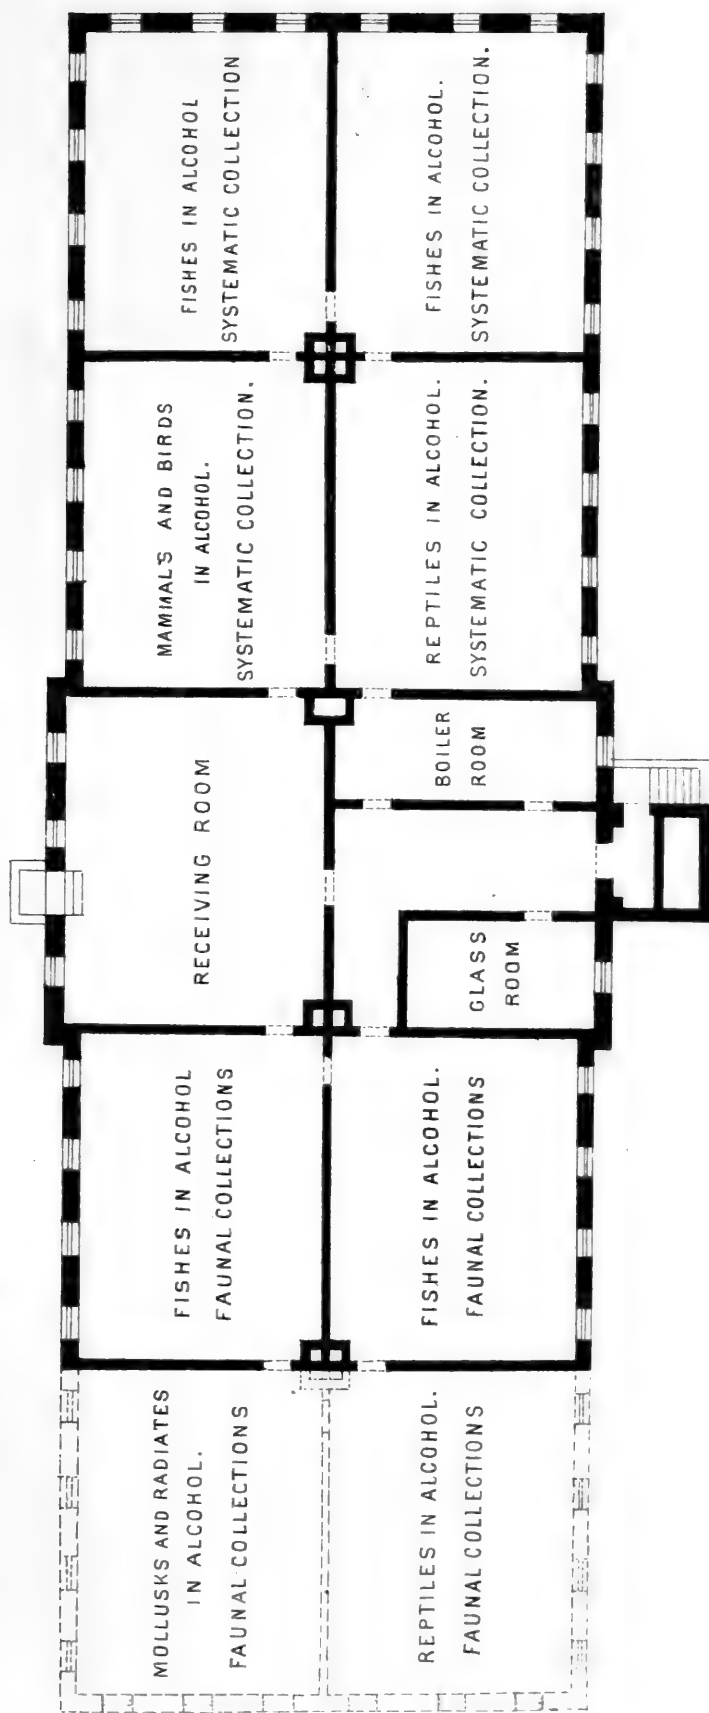 FISHES IN ALCOHOL
SYSTEMATIC COLLECTION
FISHES IN ALCOHOL.
SYSTEMATIC COLLECTION.
MAMMALS AND BIRDS
IN ALCOHOL.
SYSTEMATIC COLLECTION.
REPTILES IN ALCOHOL.
SYSTEMATIC COLLECTION.
RECEIVING ROOM
BOILER
ROOM
GLASS
ROOM
FISHES IN ALCOHOL
FAUNAL COLLECTIONS
FISHES IN ALCOHOL.
FAUNAL COLLECTIONS
MOLLUSKS AND RADIATES
IN ALCOHOL.
FAUNAL COLLECTIONS
REPTILES IN ALCOHOL.
FAUNAL COLLECTIONS